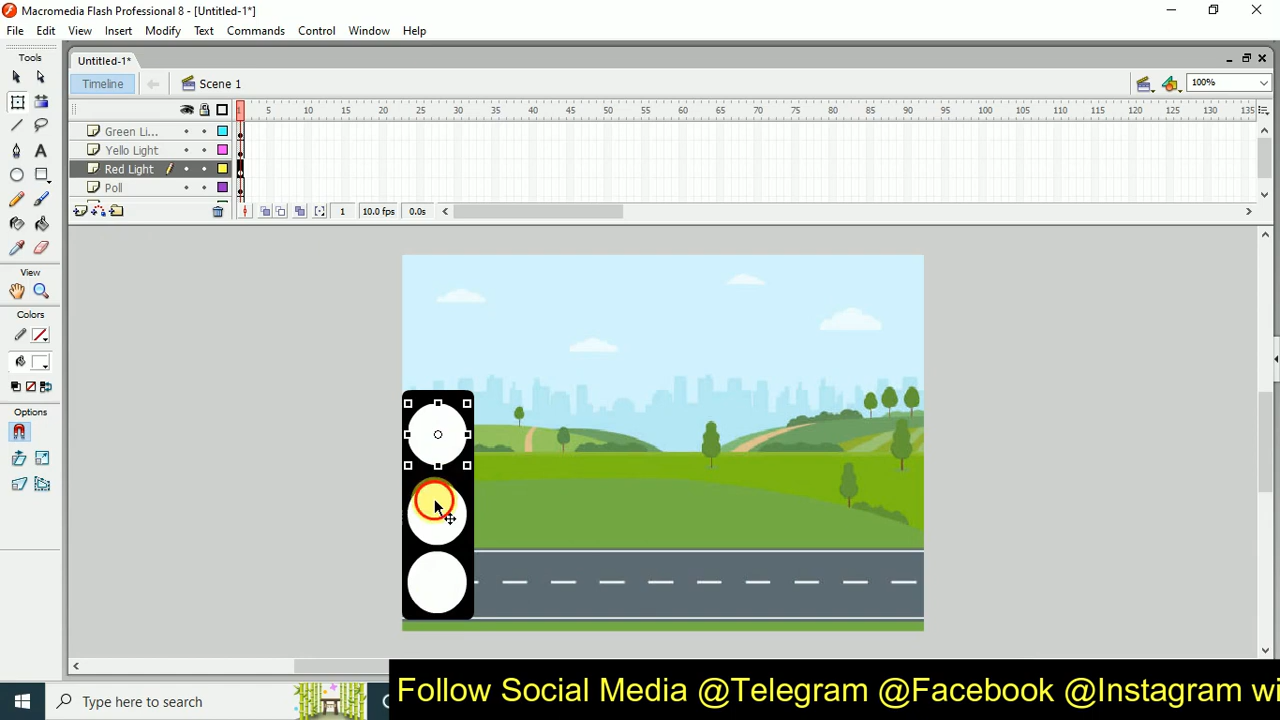 Macromedia Flash Professional 8 - [Untitled-1*]
File Edit View Insert Modify Text Commands Control Window Help
Tools
Untitled-1*
Timeline
Scene 1
100%
1 5 10 15 20 25 30 35 40 45 50 55 60 65 70 75 80 85 90 95 100 105 110 115 120 125 130 135
Green Li...
Yello Light
Red Light
Poll
1 10.0 fps 0.0s
View
Colors
Options
Type here to search
Follow Social Media @Telegram @Facebook @Instagram wi